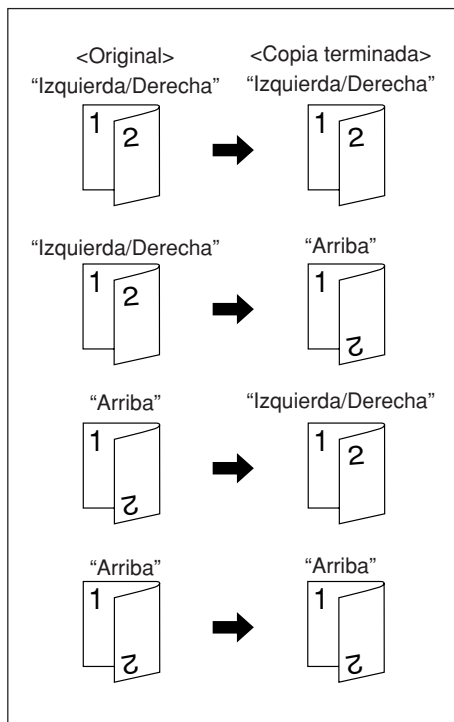 <Original> <Copia terminada>
“Izquierda/Derecha” “Izquierda/Derecha”
1 2 1 2
“Izquierda/Derecha” “Arriba”
1 2 1 2
“Arriba” “Izquierda/Derecha”
1 2 1 2
“Arriba” “Arriba”
1 2 1 2